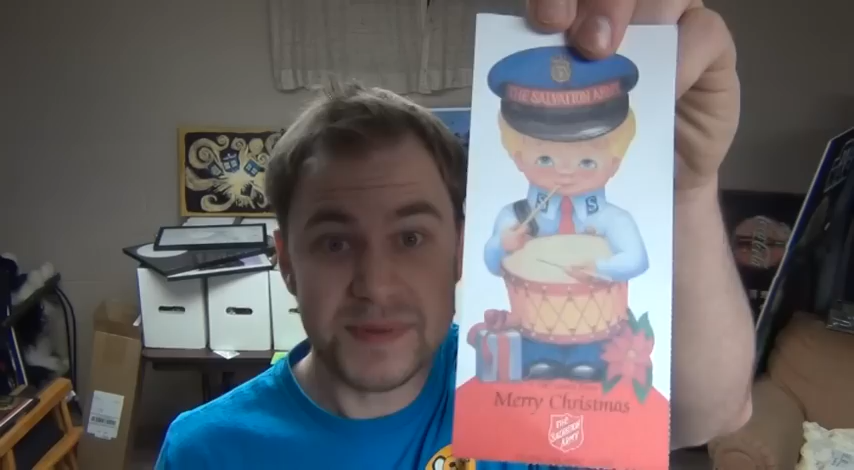 THE SALVATION ARMY
S S
Merry Christmas
THE
SALVATION
ARMY